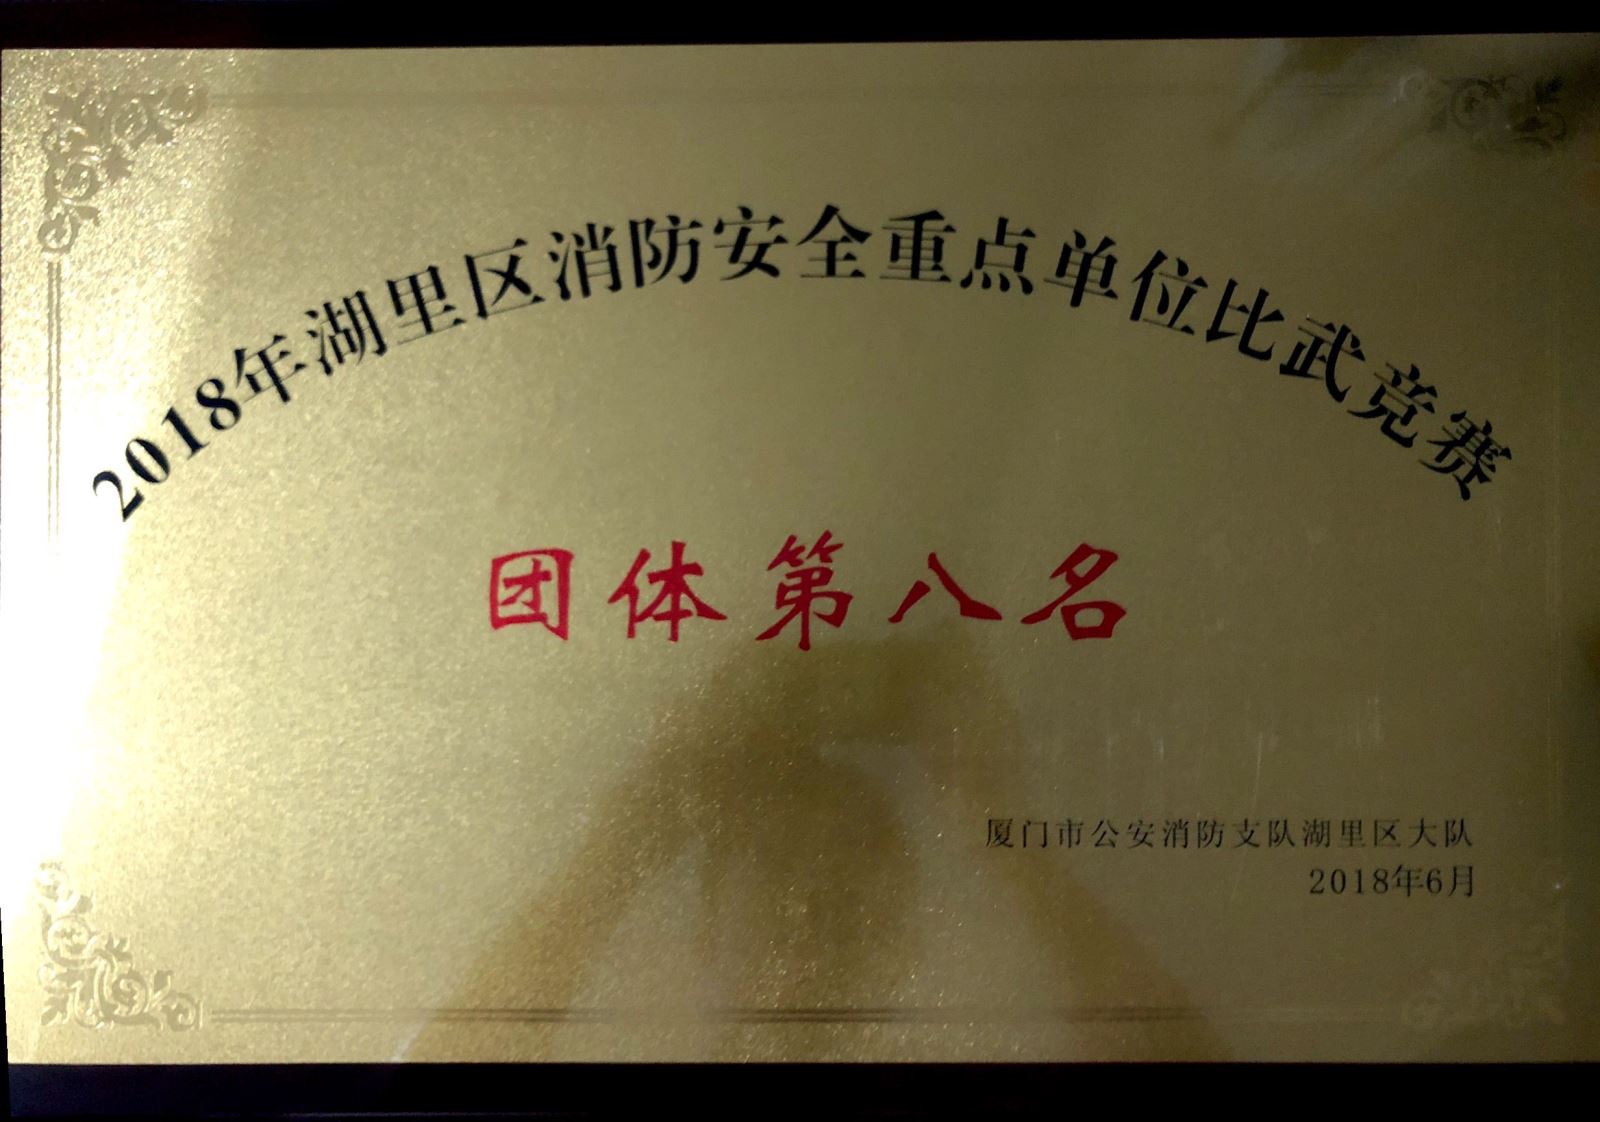 2018年湖里区消防安全重点单位比武竞赛
团体第八名
厦门市公安消防支队湖里区大队
2018年6月